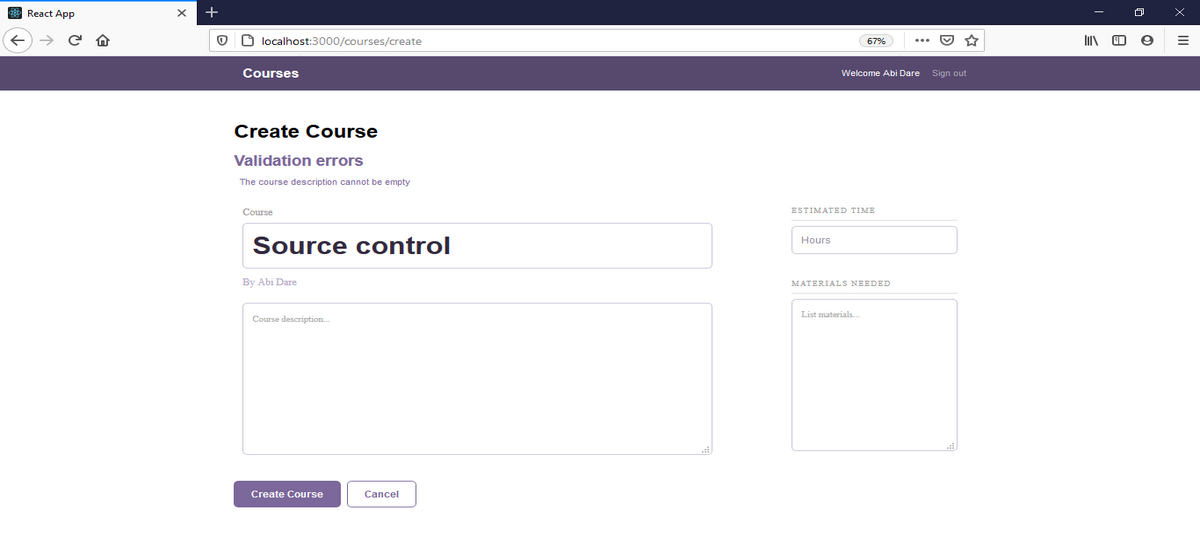 React App
localhost:3000/courses/create
67%
Courses
Welcome Abi Dare Sign out
Create Course
Validation errors
The course description cannot be empty
Course
Source control
By Abi Dare
Course description...
ESTIMATED TIME
Hours
MATERIALS NEEDED
List materials...
Create Course
Cancel